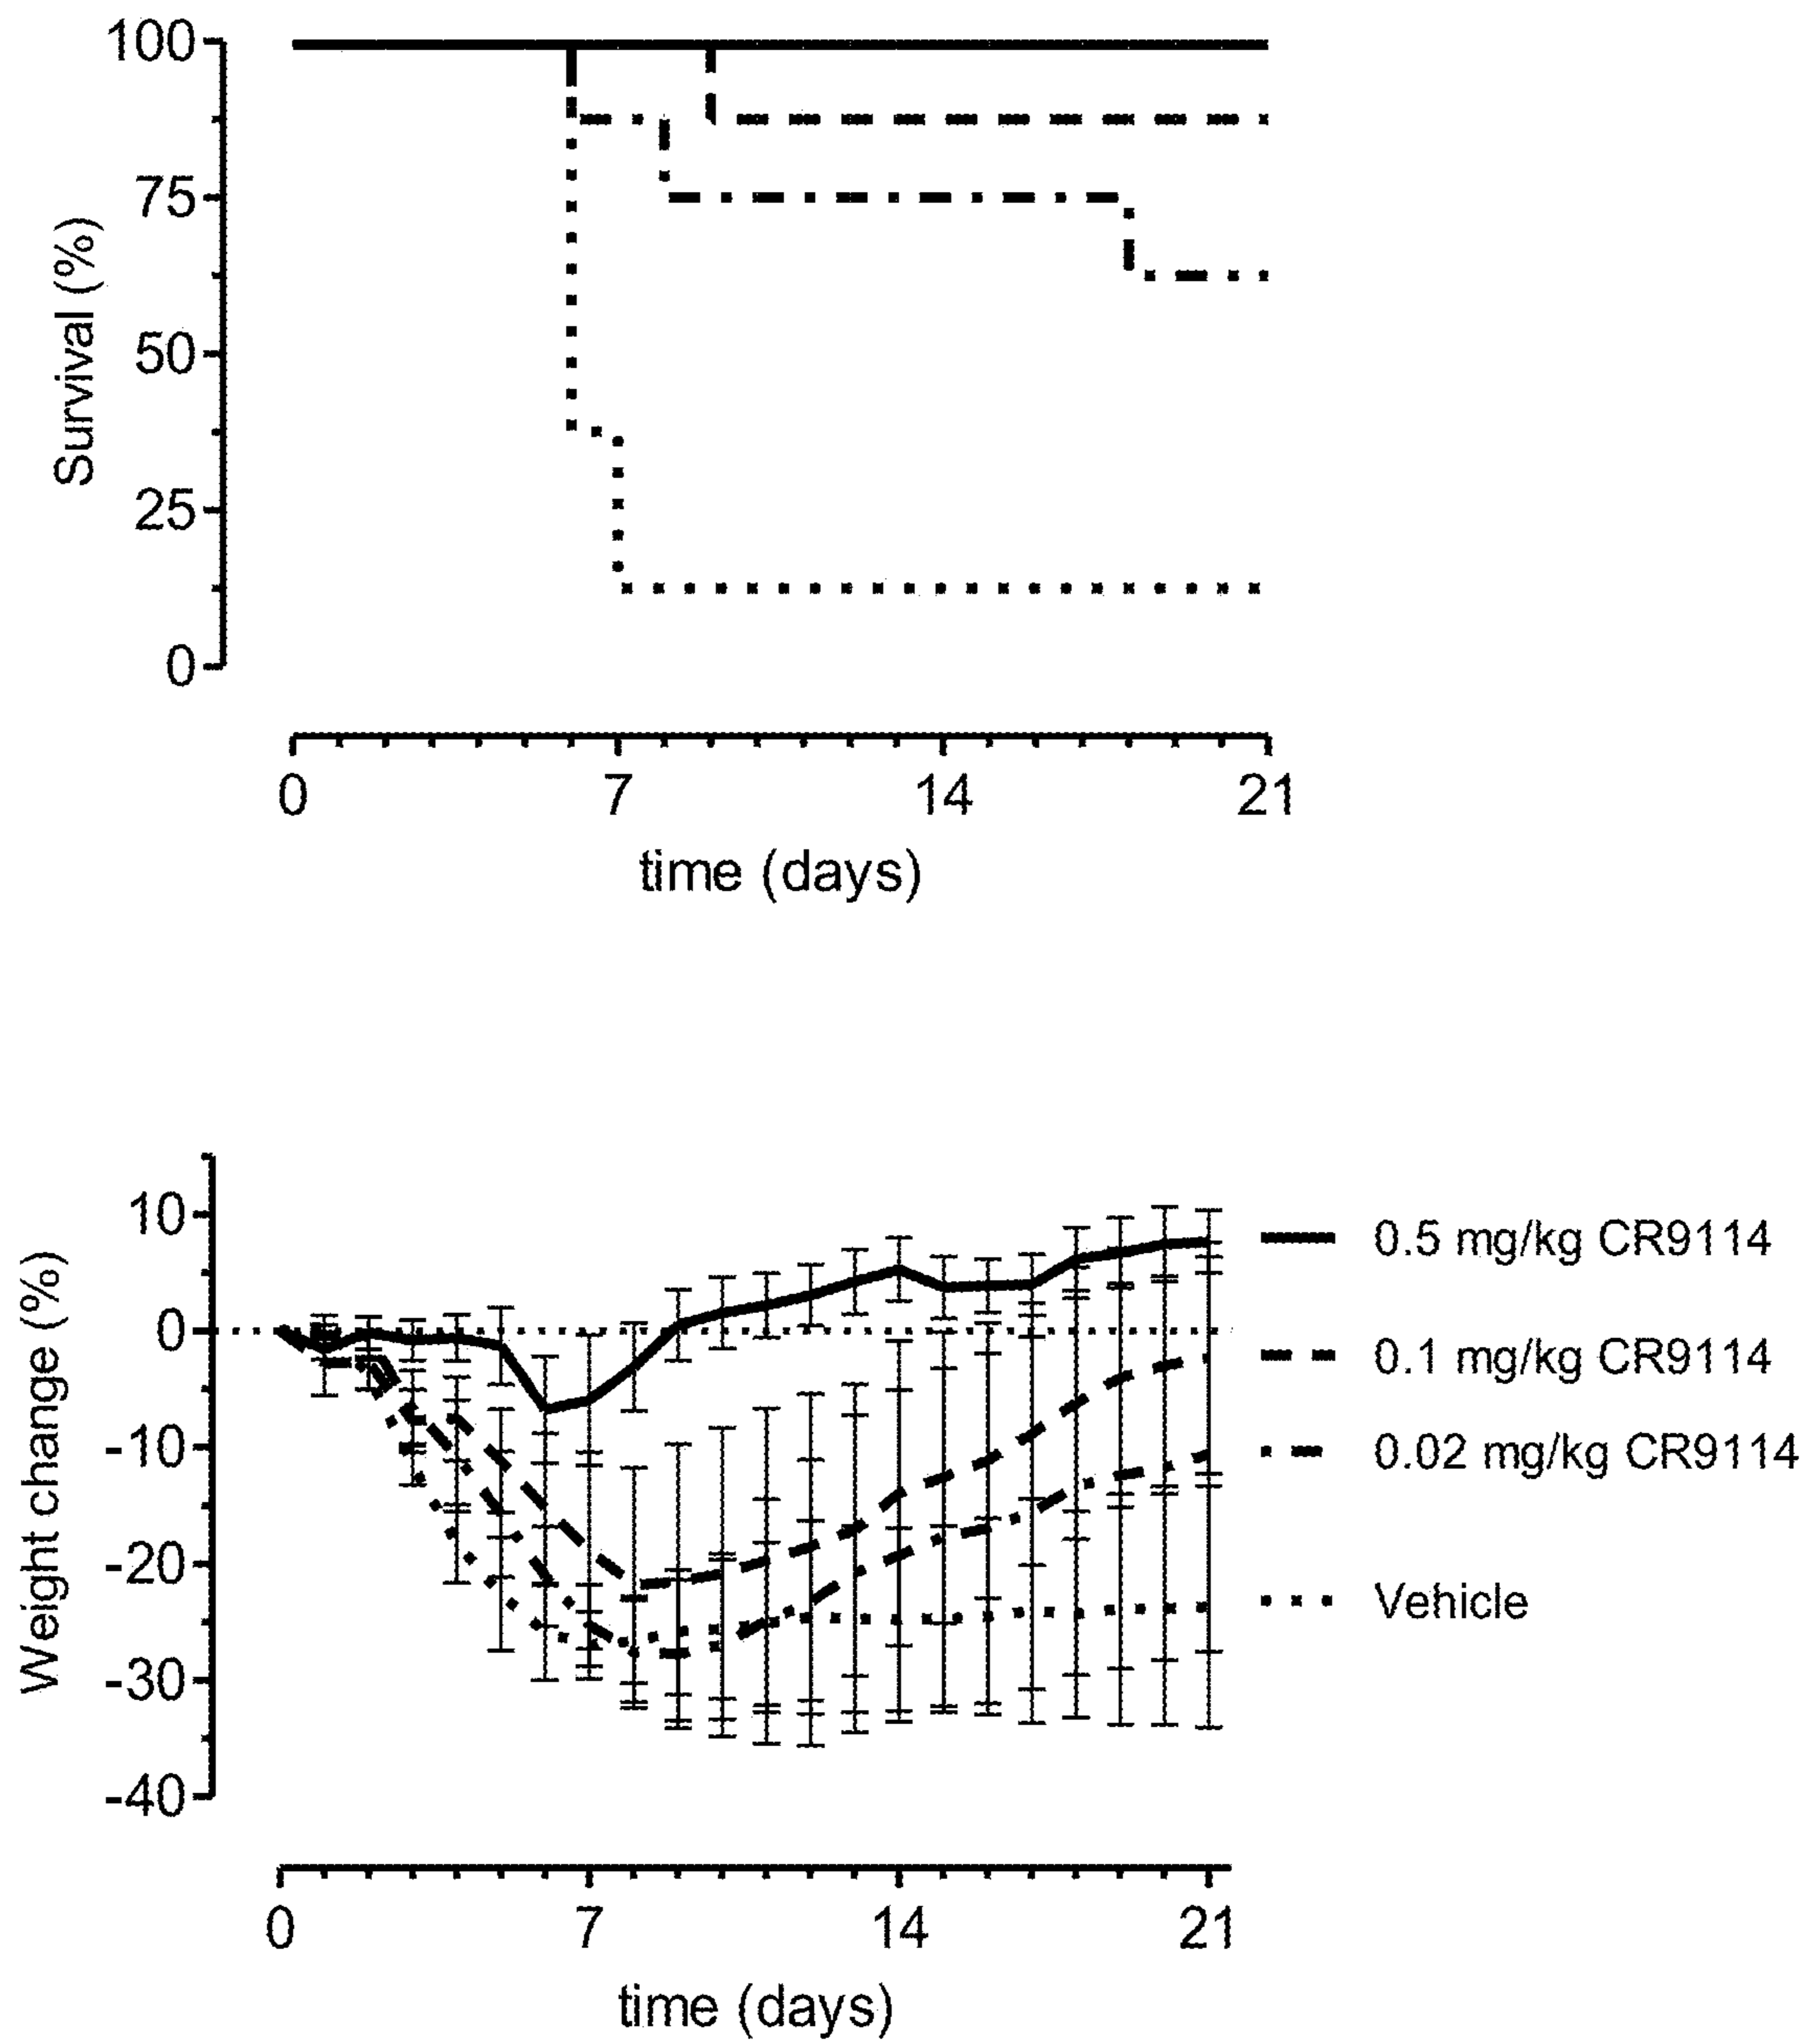 100
75
50
25
0
Survival (%)
0 7 14 21
time (days)
10
0
-10
-20
-30
-40
Weight change (%)
0.5 mg/kg CR9114
0.1 mg/kg CR9114
0.02 mg/kg CR9114
Vehicle
0 7 14 21
time (days)